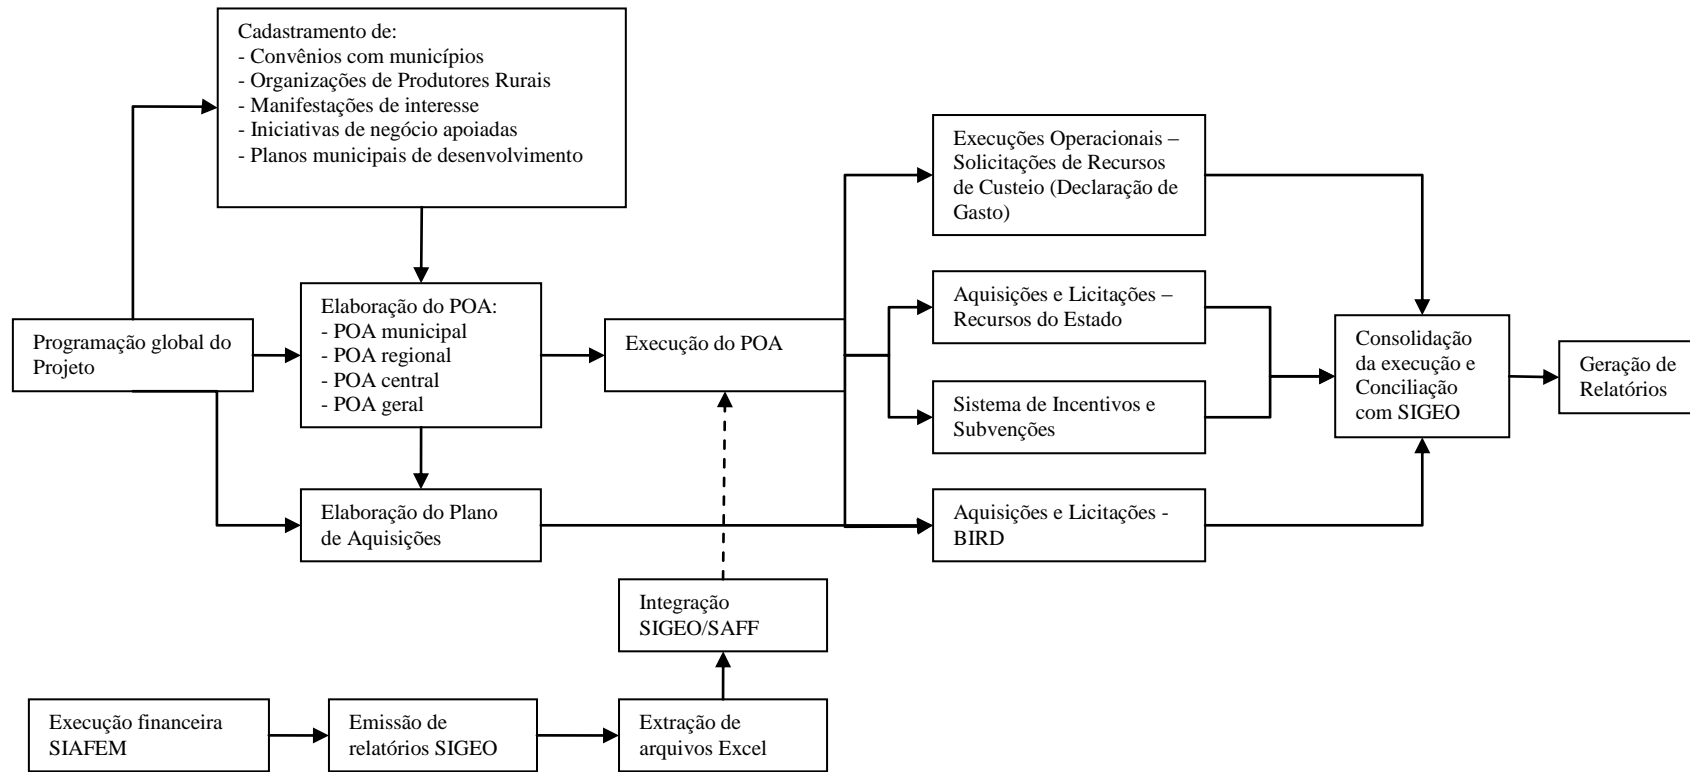 Cadastramento de:
- Convênios com municípios
- Organizações de Produtores Rurais
- Manifestações de interesse
- Iniciativas de negócio apoiadas
- Planos municipais de desenvolvimento
Programação global do
Projeto
Elaboração do POA:
- POA municipal
- POA regional
- POA central
- POA geral
Elaboração do Plano
de Aquisições
Execução do POA
Execuções Operacionais –
Solicitações de Recursos
de Custeio (Declaração de
Gasto)
Aquisições e Licitações –
Recursos do Estado
Sistema de Incentivos e
Subvenções
Aquisições e Licitações -
BIRD
Consolidação
da execução e
Conciliação
com SIGEO
Geração de
Relatórios
Integração
SIGEO/SAFF
Execução financeira
SIAFEM
Emissão de
relatórios SIGEO
Extração de
arquivos Excel